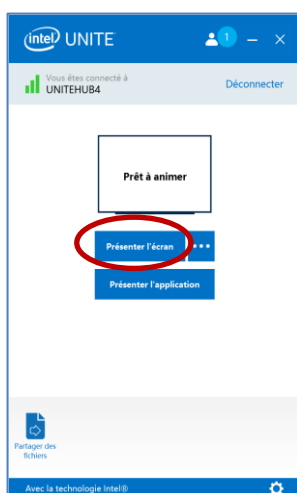 intel UNITE 1
Vous êtes connecté à
UNITEHUB4
Déconnecter
Prêt à animer
Présenter l'écran
Présenter l'application
Partager des
fichiers
Avec la technologie Intel®